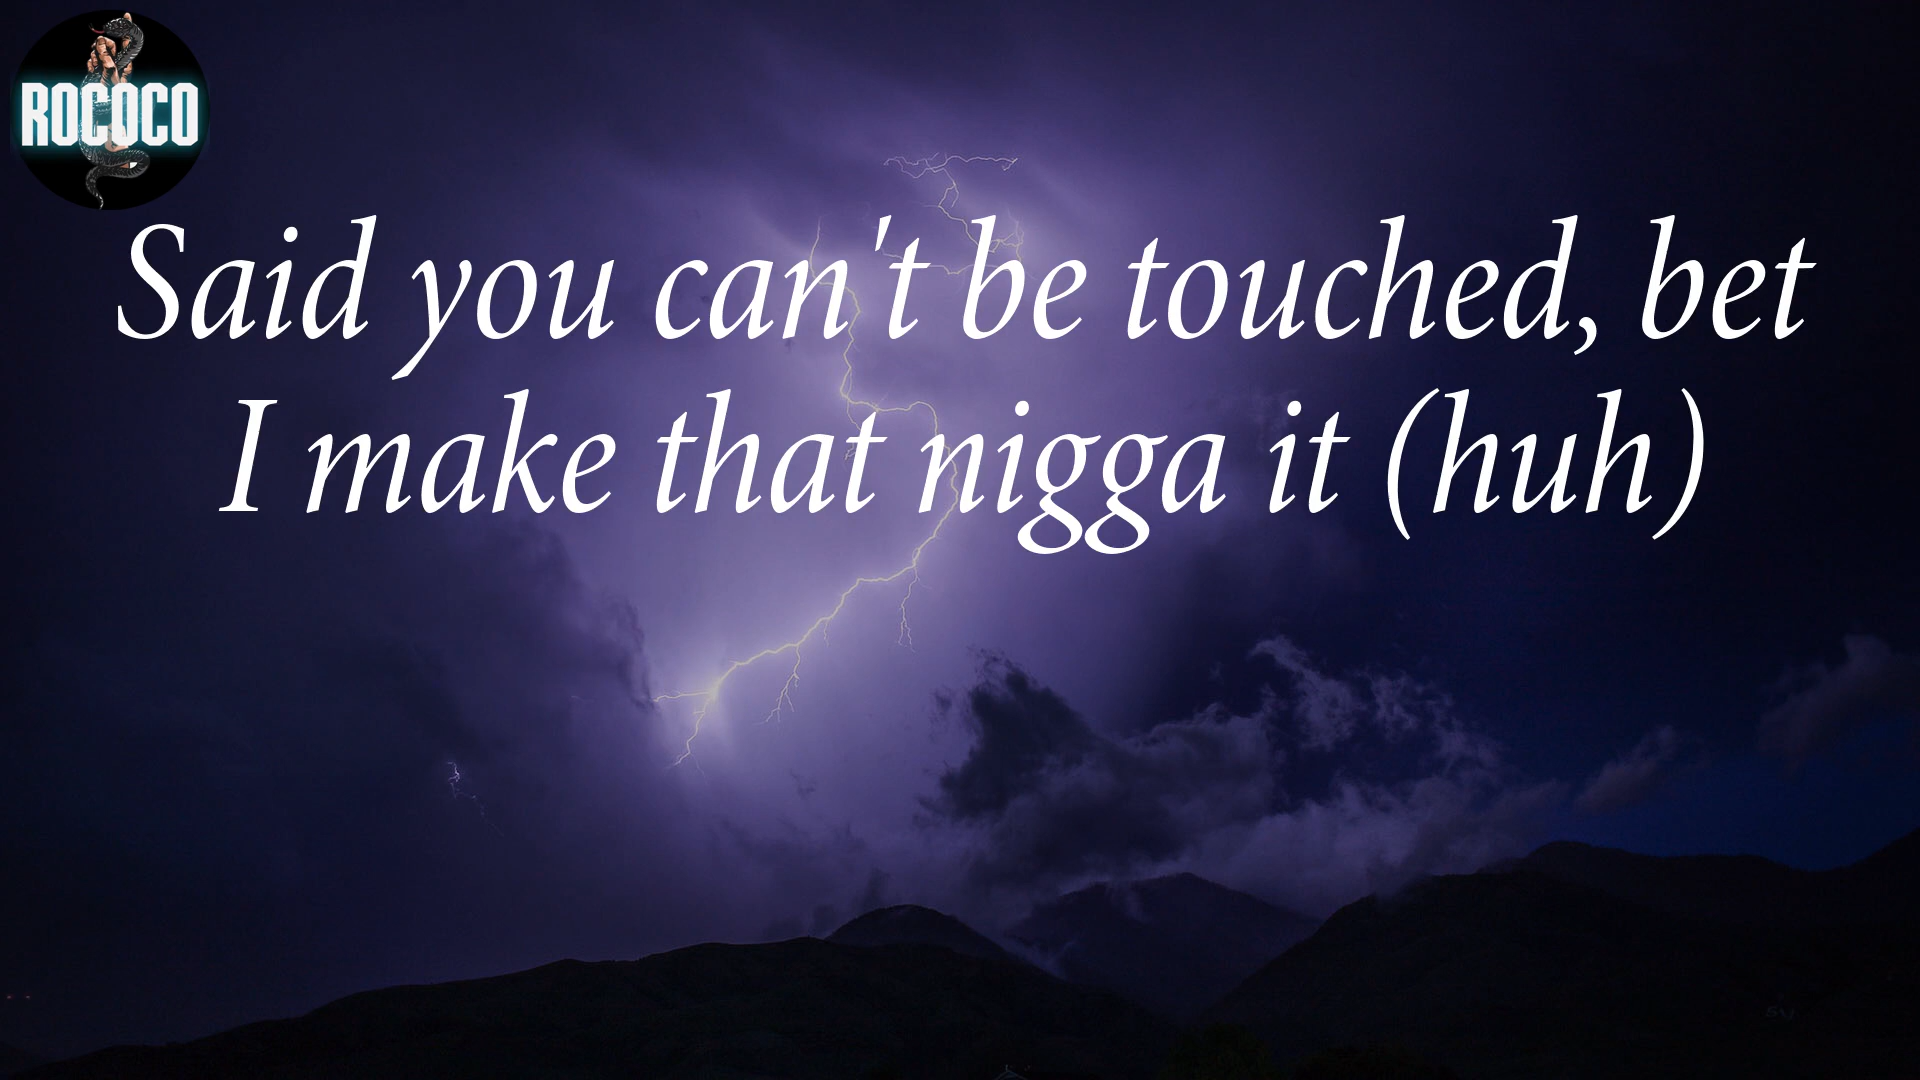 ROCOCO
Said you can't be touched, bet
I make that nigga it (huh)